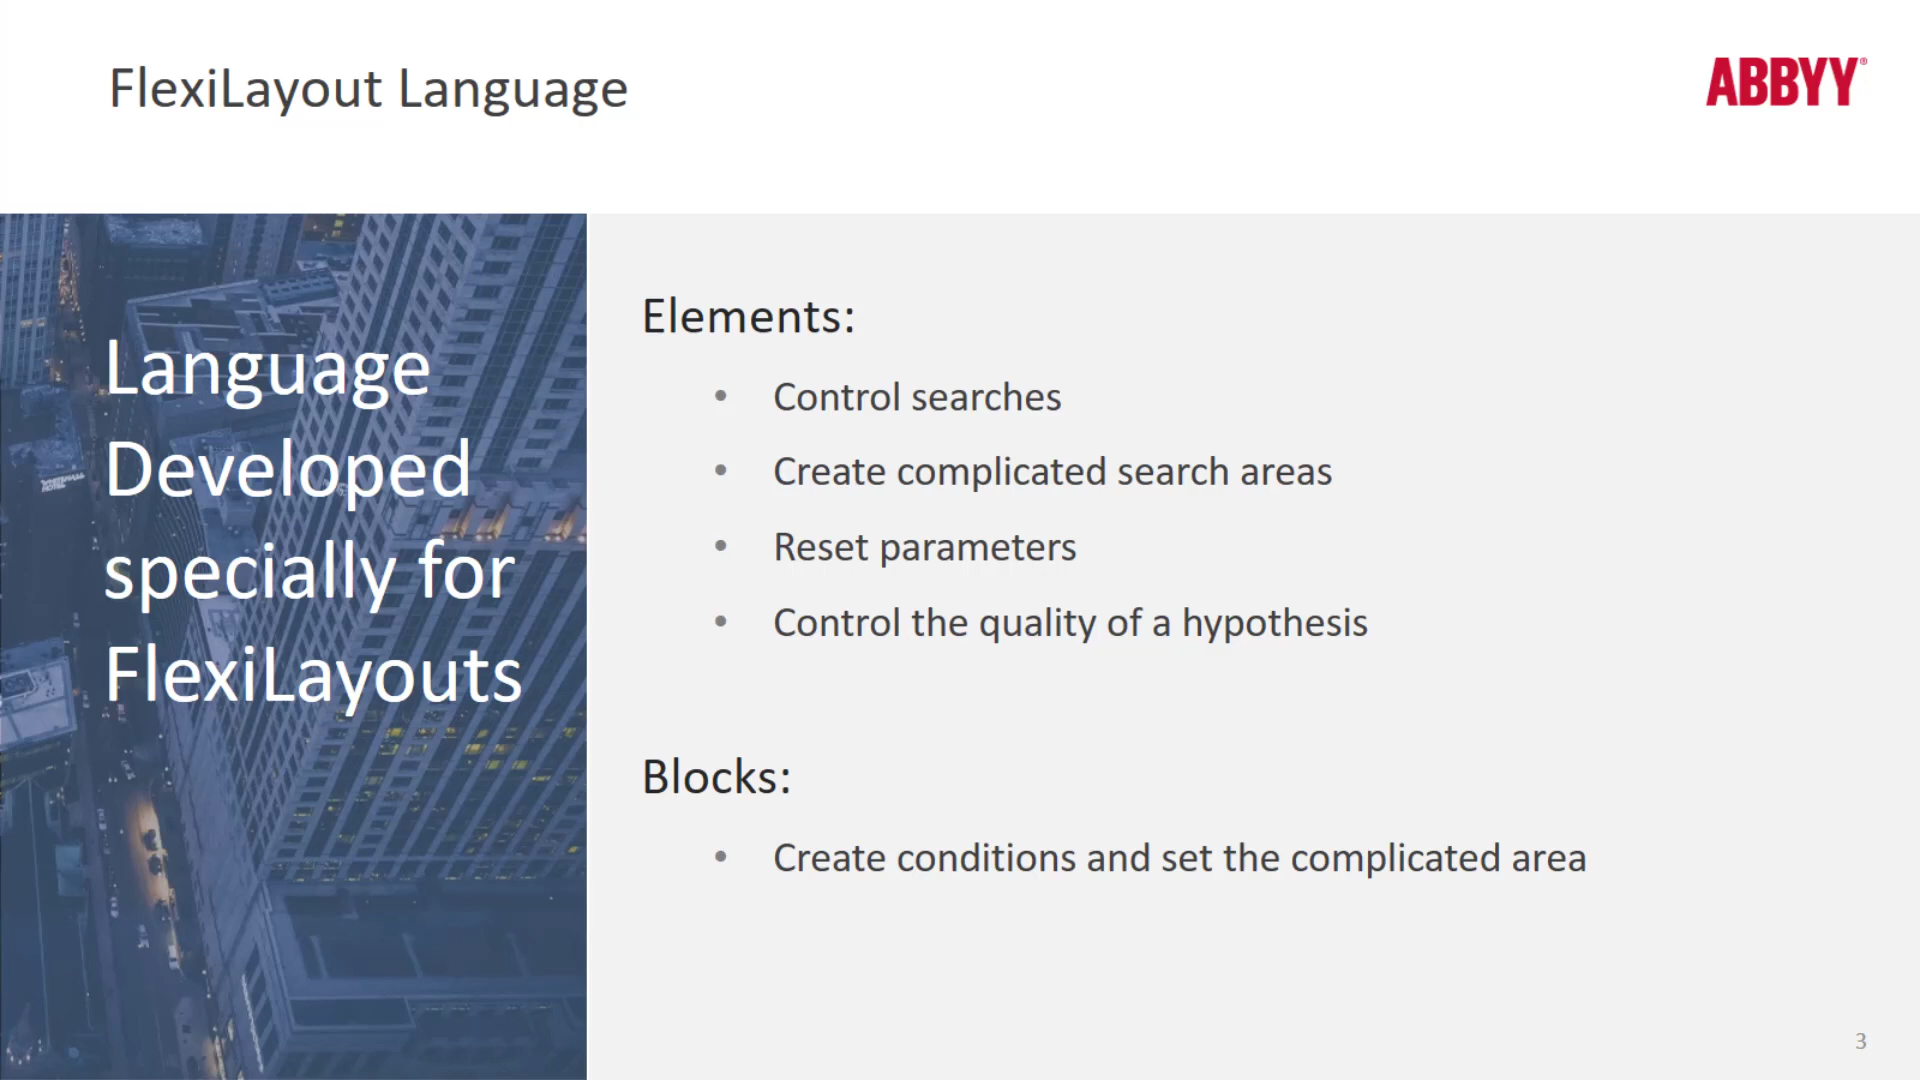 FlexiLayout Language
ABBYY®
Language
Developed
specially for
FlexiLayouts
Elements:
• Control searches
• Create complicated search areas
• Reset parameters
• Control the quality of a hypothesis
Blocks:
• Create conditions and set the complicated area
3